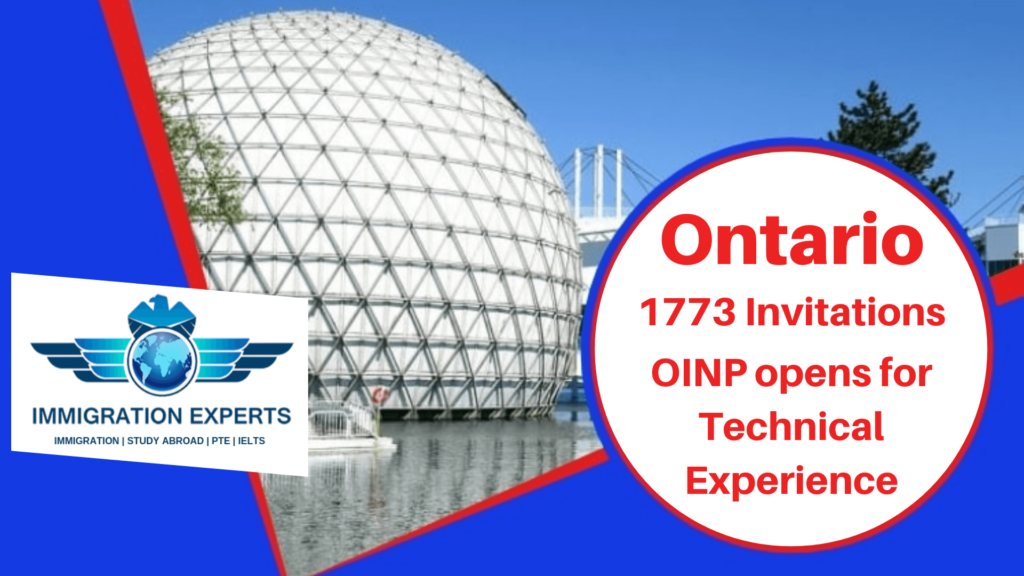 IMMIGRATION EXPERTS
IMMIGRATION | STUDY ABROAD | PTE | IELTS
Ontario
1773 Invitations
OINP opens for
Technical
Experience